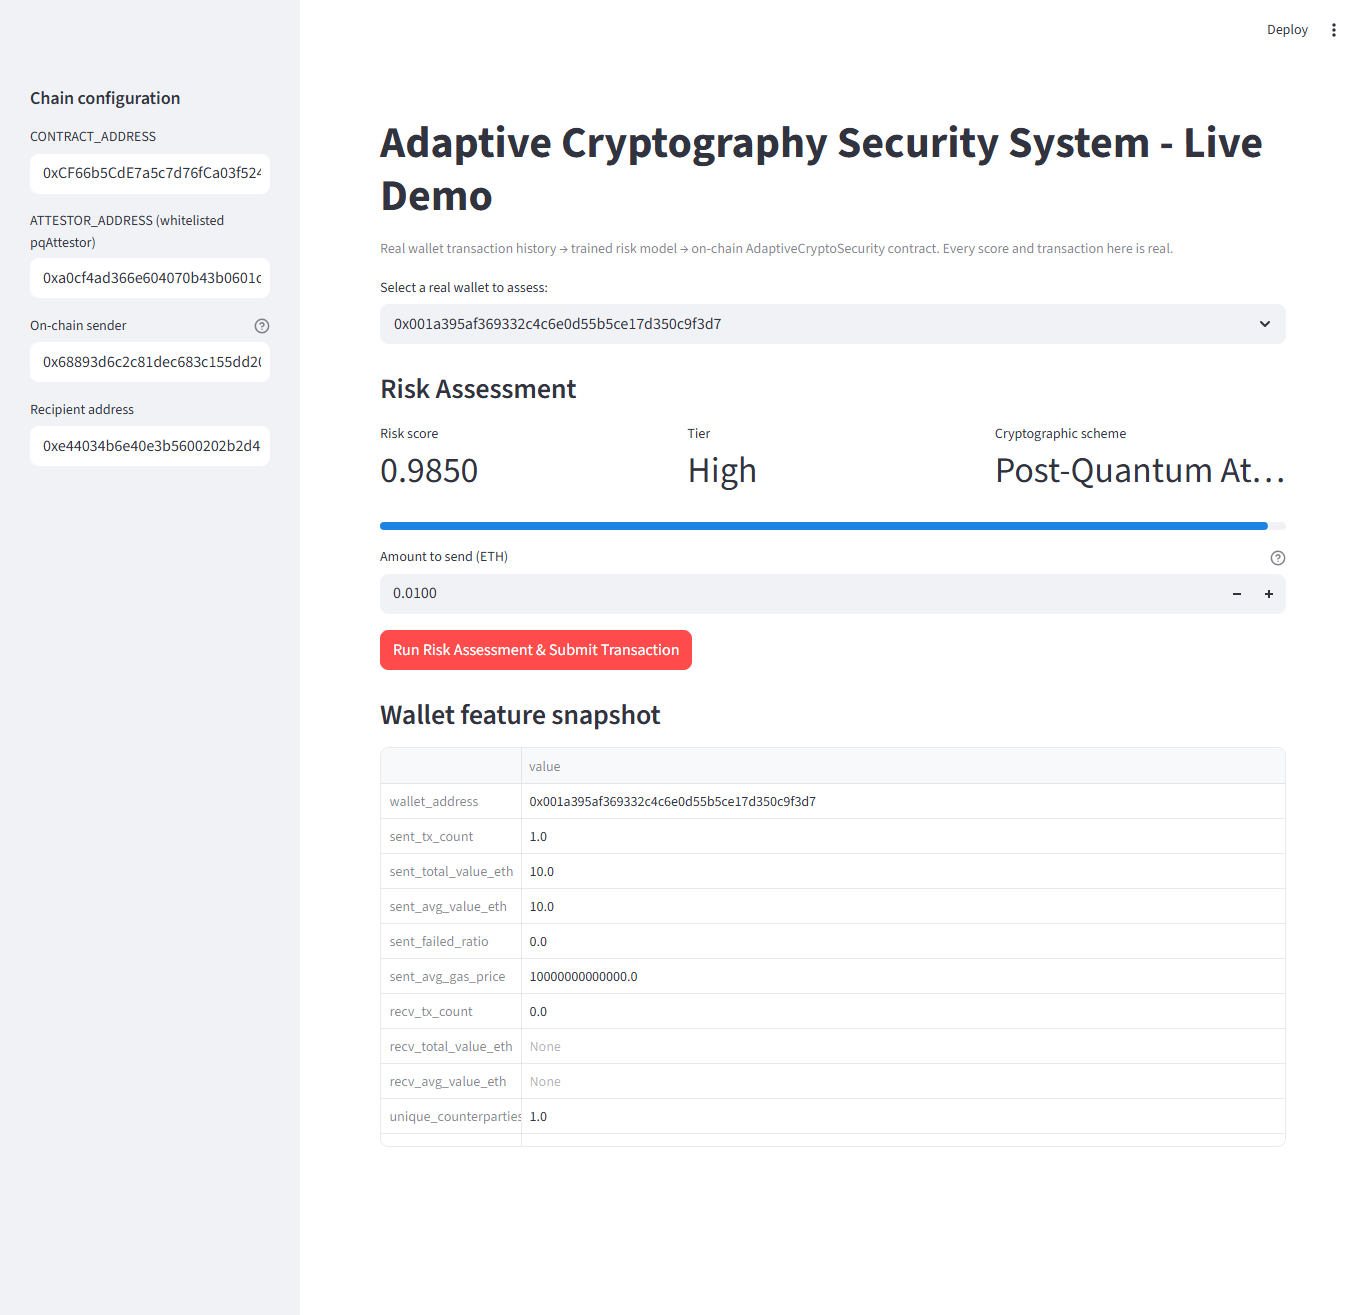 Deploy
Chain configuration
CONTRACT_ADDRESS
0xCF66b5CdE7a5c7d76fCa03f524
ATTESTOR_ADDRESS (whitelisted
pqAttestor)
0xa0cf4ad366e604070b43b0601c
On-chain sender
0x68893d6c2c81dec683c155dd20
Recipient address
0xe44034b6e40e3b5600202b2d4
Adaptive Cryptography Security System - Live
Demo
Real wallet transaction history → trained risk model → on-chain AdaptiveCryptoSecurity contract. Every score and transaction here is real.
Select a real wallet to assess:
0x001a395af369332c4c6e0d55b5ce17d350c9f3d7
Risk Assessment
Risk score
Tier
Cryptographic scheme
0.9850
High
Post-Quantum At…
Amount to send (ETH)
0.0100
Run Risk Assessment & Submit Transaction
Wallet feature snapshot
value
wallet_address 0x001a395af369332c4c6e0d55b5ce17d350c9f3d7
sent_tx_count 1.0
sent_total_value_eth 10.0
sent_avg_value_eth 10.0
sent_failed_ratio 0.0
sent_avg_gas_price 10000000000000.0
recv_tx_count 0.0
recv_total_value_eth None
recv_avg_value_eth None
unique_counterparties 1.0